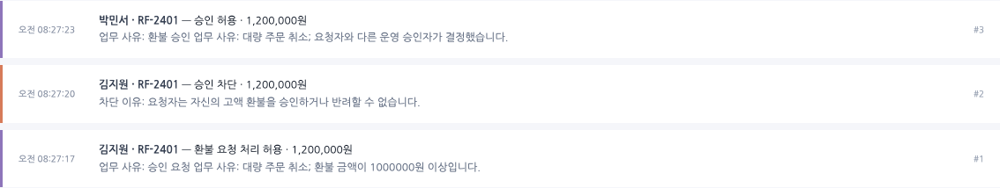 오전 08:27:23
박민서 · RF-2401 — 승인 허용 · 1,200,000원
업무 사유: 환불 승인 업무 사유: 대량 주문 취소; 요청자와 다른 운영 승인자가 결정했습니다.
#3
오전 08:27:20
김지원 · RF-2401 — 승인 차단 · 1,200,000원
차단 이유: 요청자는 자신의 고액 환불을 승인하거나 반려할 수 없습니다.
#2
오전 08:27:17
김지원 · RF-2401 — 환불 요청 처리 허용 · 1,200,000원
업무 사유: 승인 요청 업무 사유: 대량 주문 취소; 환불 금액이 1000000원 이상입니다.
#1